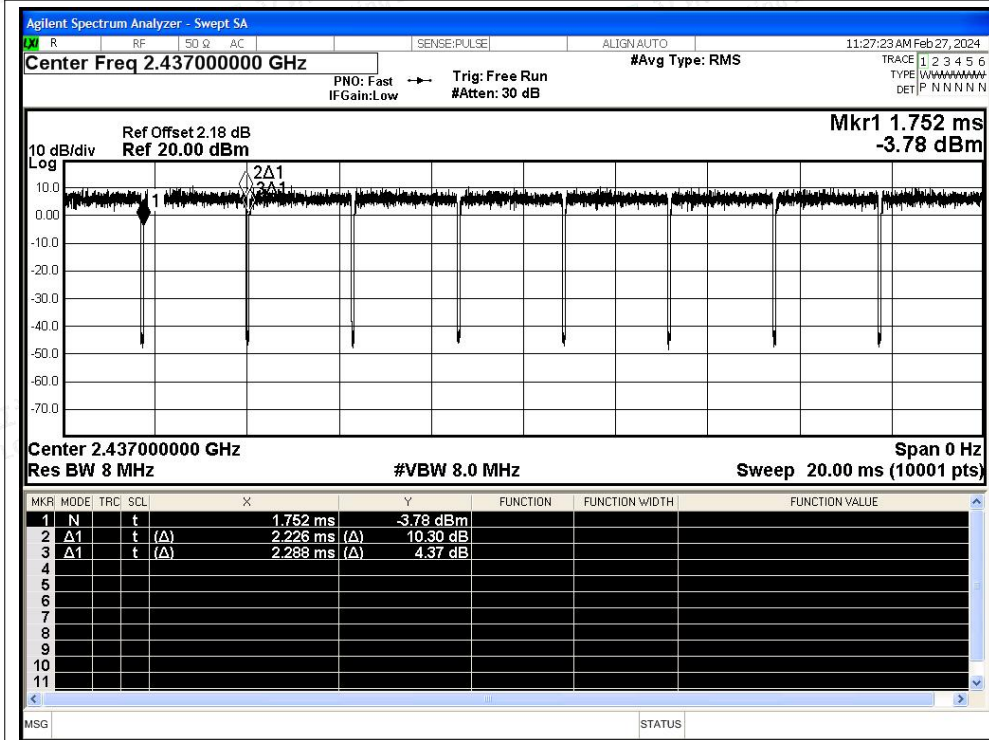 Agilent Spectrum Analyzer - Swept SA
LXI R RF 50 Ω AC SENSE:PULSE ALIGN AUTO 11:27:23 AM Feb 27, 2024
Center Freq 2.437000000 GHz #Avg Type: RMS TRACE 1 2 3 4 5 6
PNO: Fast Trig: Free Run TYPE
IFGain:Low #Atten: 30 dB DET P N N N N N
Mkr1 1.752 ms
Ref Offset 2.18 dB
10 dB/div Ref 20.00 dBm -3.78 dBm
Log
2Δ1
3Δ1
10.0
1
0.00
-10.0
-20.0
-30.0
-40.0
-50.0
-60.0
-70.0
Center 2.437000000 GHz Span 0 Hz
Res BW 8 MHz #VBW 8.0 MHz Sweep 20.00 ms (10001 pts)
MKR MODE TRC SCL X Y FUNCTION FUNCTION WIDTH FUNCTION VALUE
1 N t 1.752 ms -3.78 dBm
2 Δ1 t (Δ) 2.226 ms (Δ) 10.30 dB
3 Δ1 t (Δ) 2.288 ms (Δ) 4.37 dB
4
5
6
7
8
9
10
11
MSG STATUS